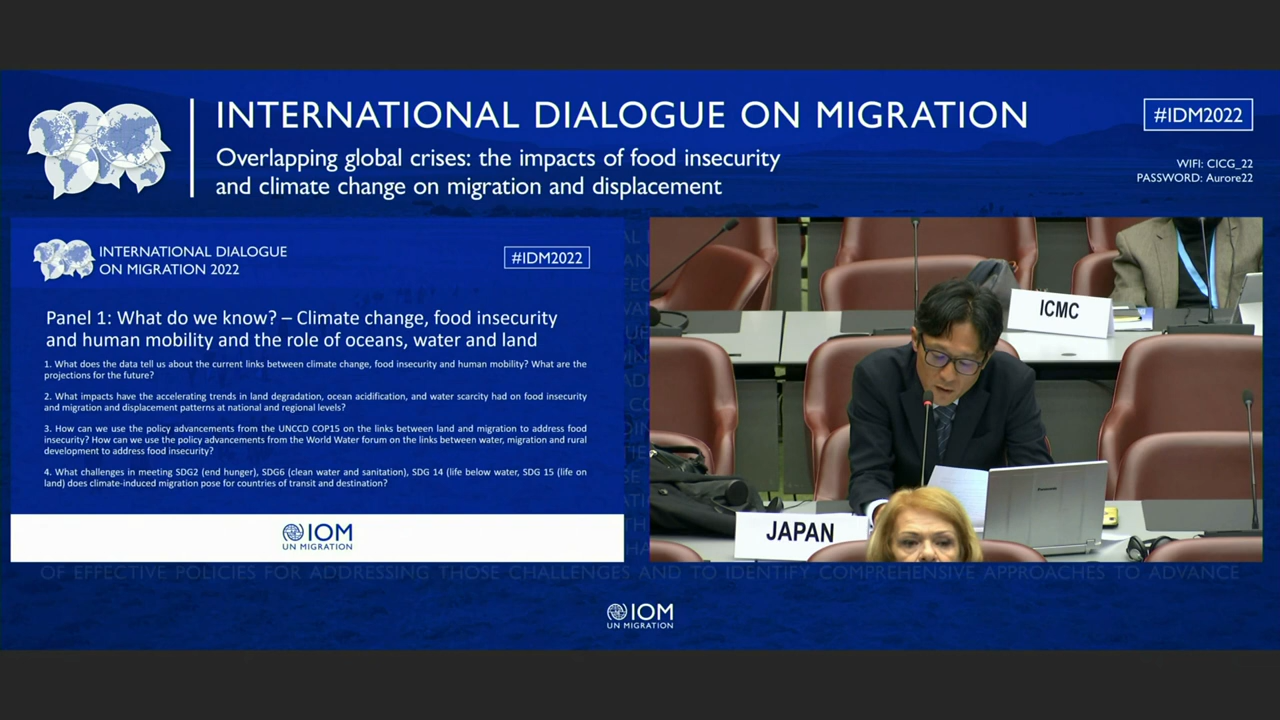 INTERNATIONAL DIALOGUE ON MIGRATION
Overlapping global crises: the impacts of food insecurity
and climate change on migration and displacement
#IDM2022
WIFI: CICG_22
PASSWORD: Aurore22
INTERNATIONAL DIALOGUE
ON MIGRATION 2022
#IDM2022
Panel 1: What do we know? – Climate change, food insecurity
and human mobility and the role of oceans, water and land
1. What does the data tell us about the current links between climate change, food insecurity and human mobility? What are the
projections for the future?
2. What impacts have the accelerating trends in land degradation, ocean acidification, and water scarcity had on food insecurity
and migration and displacement patterns at national and regional levels?
3. How can we use the policy advancements from the UNCCD COP15 on the links between land and migration to address food
insecurity? How can we use the policy advancements from the World Water forum on the links between water, migration and rural
development to address food insecurity?
4. What challenges in meeting SDG2 (end hunger), SDG6 (clean water and sanitation), SDG 14 (life below water, SDG 15 (life on
land) does climate-induced migration pose for countries of transit and destination?
IOM
UN MIGRATION
ICMC
JAPAN
Panasonic
OF EFFECTIVE POLICIES FOR ADDRESSING THOSE CHALLENGES AND TO IDENTIFY COMPREHENSIVE APPROACHES TO ADVANCE
IOM
UN MIGRATION